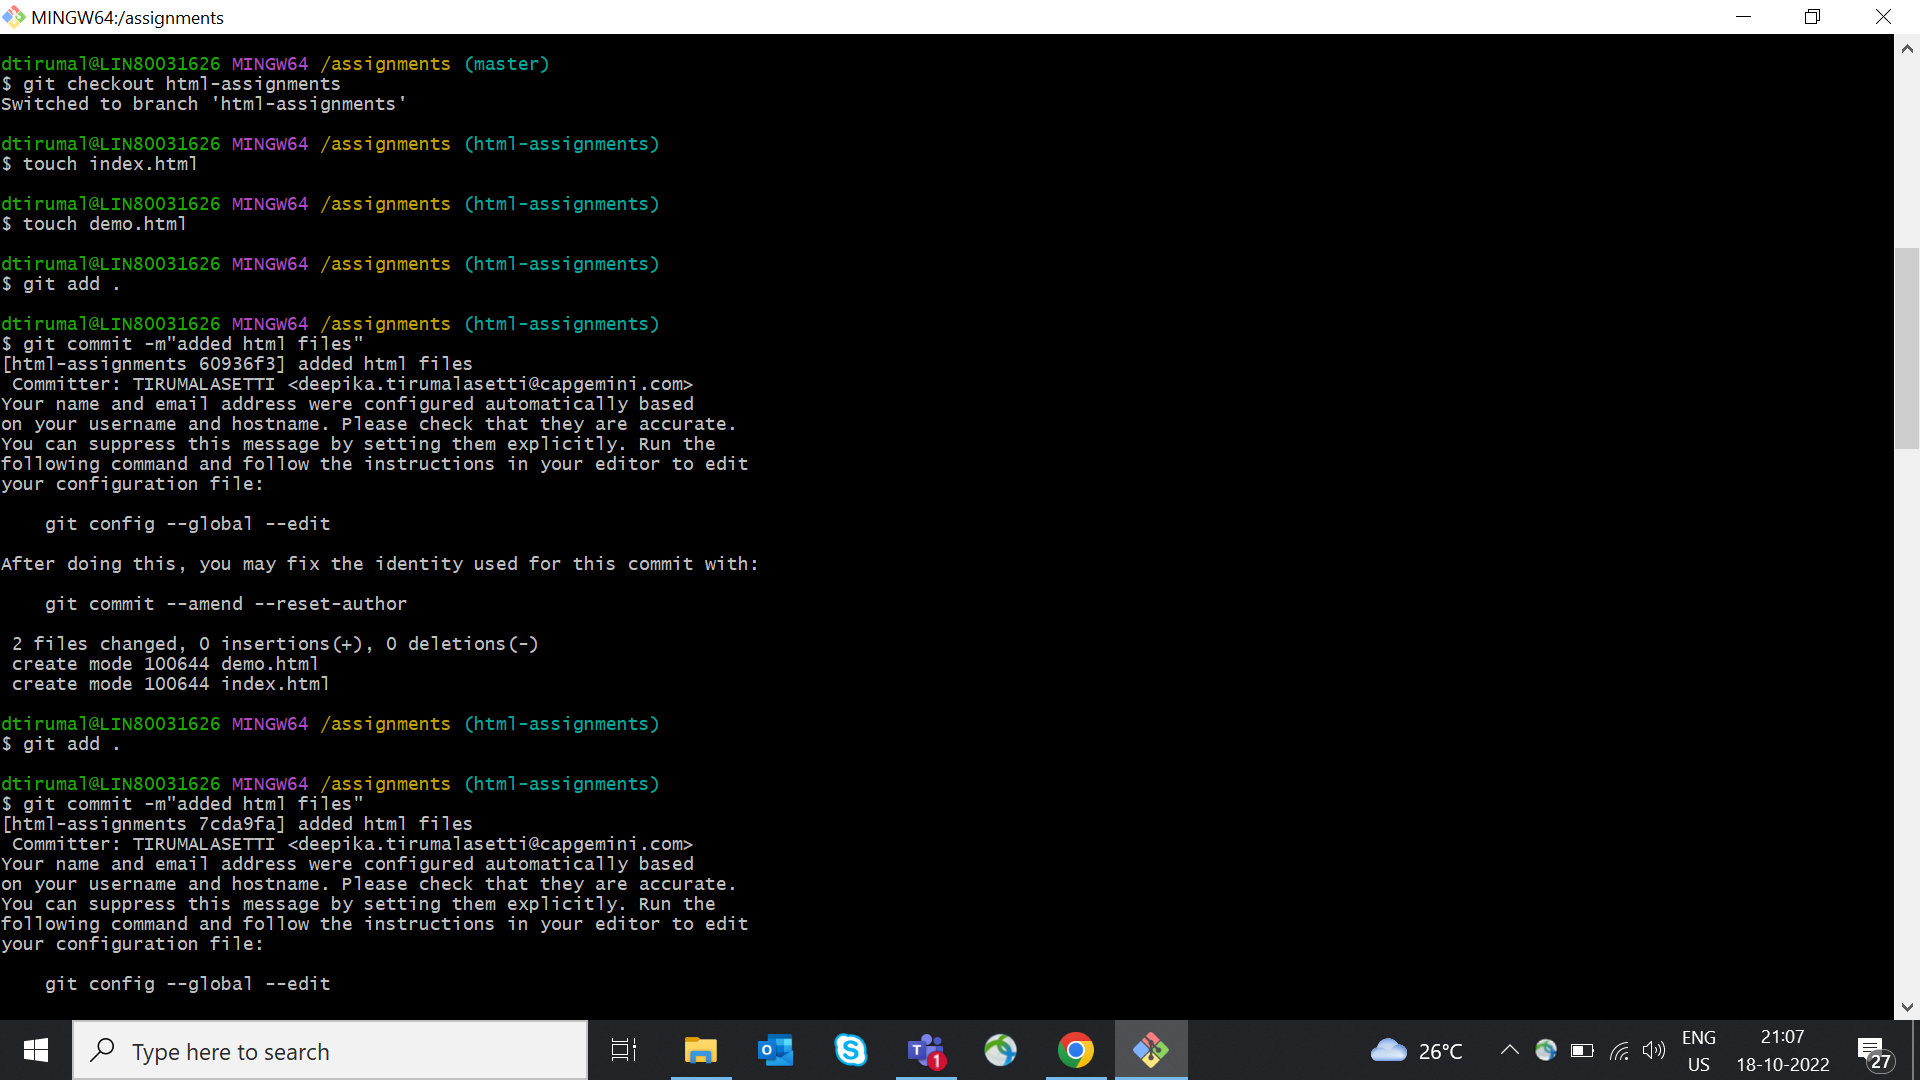 MINGW64:/assignments
dtirumal@LIN80031626 MINGW64 /assignments (master)
$ git checkout html-assignments
Switched to branch 'html-assignments'
dtirumal@LIN80031626 MINGW64 /assignments (html-assignments)
$ touch index.html
dtirumal@LIN80031626 MINGW64 /assignments (html-assignments)
$ touch demo.html
dtirumal@LIN80031626 MINGW64 /assignments (html-assignments)
$ git add .
dtirumal@LIN80031626 MINGW64 /assignments (html-assignments)
$ git commit -m"added html files"
[html-assignments 60936f3] added html files
 Committer: TIRUMALASETTI <deepika.tirumalasetti@capgemini.com>
Your name and email address were configured automatically based
on your username and hostname. Please check that they are accurate.
You can suppress this message by setting them explicitly. Run the
following command and follow the instructions in your editor to edit
your configuration file:
    git config --global --edit
After doing this, you may fix the identity used for this commit with:
    git commit --amend --reset-author
 2 files changed, 0 insertions(+), 0 deletions(-)
 create mode 100644 demo.html
 create mode 100644 index.html
dtirumal@LIN80031626 MINGW64 /assignments (html-assignments)
$ git add .
dtirumal@LIN80031626 MINGW64 /assignments (html-assignments)
$ git commit -m"added html files"
[html-assignments 7cda9fa] added html files
 Committer: TIRUMALASETTI <deepika.tirumalasetti@capgemini.com>
Your name and email address were configured automatically based
on your username and hostname. Please check that they are accurate.
You can suppress this message by setting them explicitly. Run the
following command and follow the instructions in your editor to edit
your configuration file:
    git config --global --edit
Type here to search
26°C
ENG
US
21:07
18-10-2022
27
1